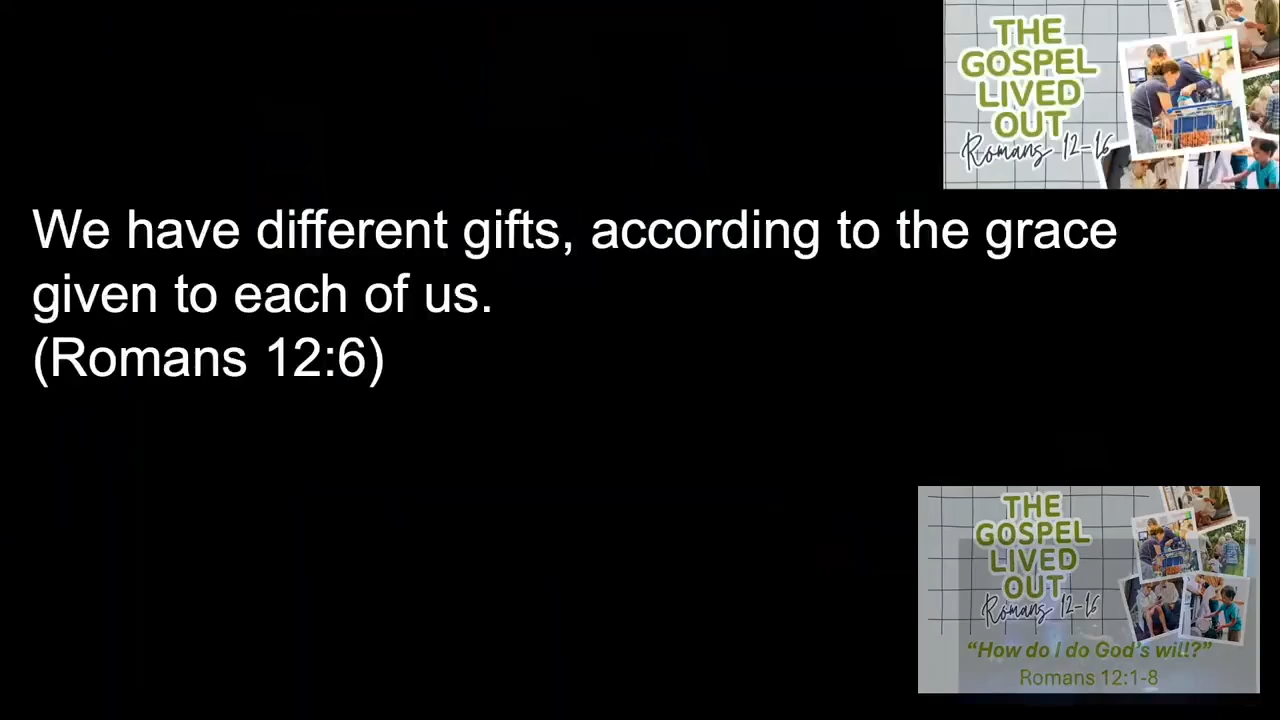 THE
GOSPEL
LIVED
OUT
Romans 12-16
We have different gifts, according to the grace
given to each of us.
(Romans 12:6)
THE
GOSPEL
LIVED
OUT
Romans 12-16
“How do I do God’s will?”
Romans 12:1-8